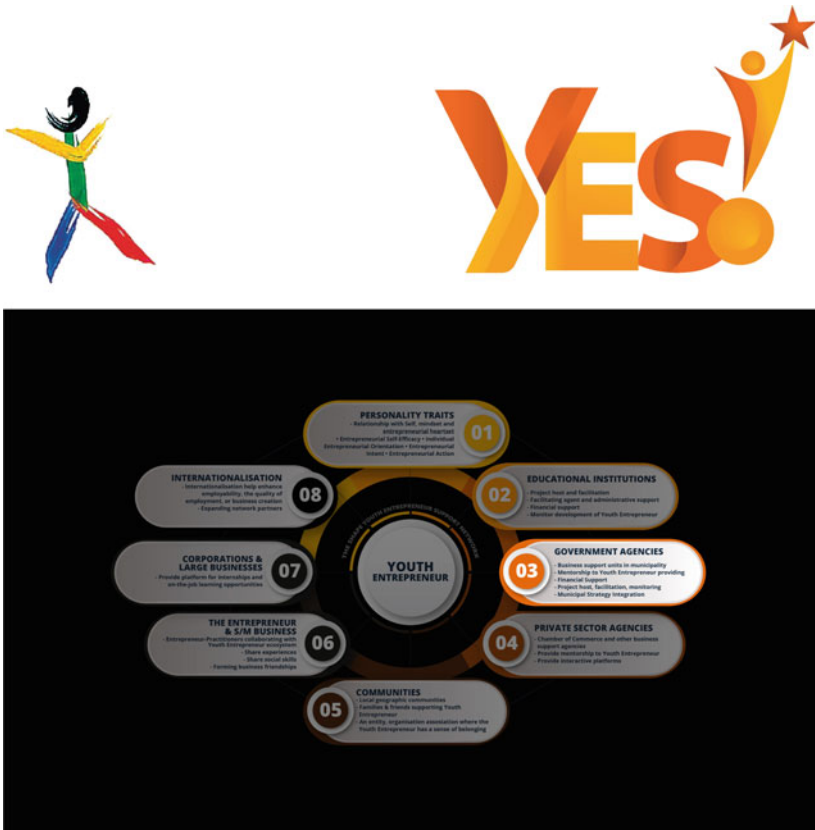 YES!
PERSONALITY TRAITS
- Relationship with Self, mindset and
entrepreneurial heartset
• Entrepreneurial Self-Efficacy • Individual
Entrepreneurial Orientation • Entrepreneurial
Intent • Entrepreneurial Action
01
EDUCATIONAL INSTITUTIONS
- Project host and facilitation
- Facilitating agent and administrative support
- Financial support
- Monitor development of Youth Entrepreneur
02
GOVERNMENT AGENCIES
- Business support units in municipality
- Mentorship to Youth Entrepreneur providing
- Financial Support
- Project host, facilitation, monitoring
- Municipal Strategy Integration
03
PRIVATE SECTOR AGENCIES
- Chamber of Commerce and other business
support agencies
- Provide mentorship to Youth Entrepreneur
- Provide interactive platforms
04
COMMUNITIES
- Local geographic communities
- Families & friends supporting Youth
Entrepreneur
- An entity, organisation association where the
Youth Entrepreneur has a sense of belonging
05
THE ENTREPRENEUR
& S/M BUSINESS
- Entrepreneur-Practitioners collaborating with
Youth Entrepreneur ecosystem
- Share experiences
- Share social skills
- Forming business friendships
06
CORPORATIONS &
LARGE BUSINESSES
- Provide platform for internships and
on-the-job learning opportunities
07
INTERNATIONALISATION
- Internationalization help enhance
employability, the quality of
employment, or business creation
- Expanding network partners
08
THE SHAPE YOUTH ENTREPRENEUR SUPPORT NETWORK
YOUTH
ENTREPRENEUR